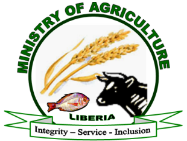 MINISTRY OF AGRICULTURE
LIBERIA
Integrity – Service - Inclusion